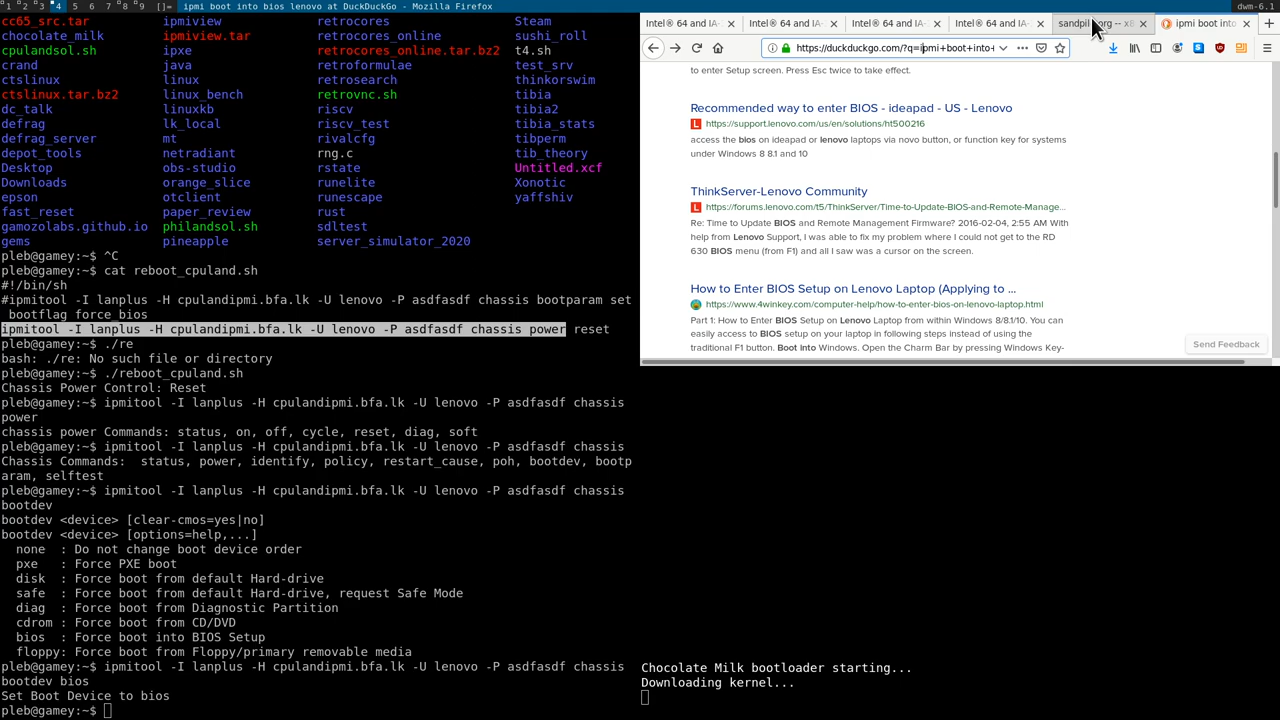 1 2 3 4 5 6 7 8 9 []= ipmi boot into bios lenovo at DuckDuckGo - Mozilla Firefox dwm-6.1
cc65_src.tar ipmiview retrocores Steam
chocolate_milk ipmiview.tar retrocores_online sushi_roll
cpulandsol.sh ipxe retrocores_online.tar.bz2 t4.sh
crand java retroformulae test_srv
ctslinux linux retrosearch thinkorswim
ctslinux.tar.bz2 linux_bench retrovnc.sh tibia
dc_talk linuxkb riscv tibia2
defrag lk_local riscv_test tibia_stats
defrag_server mt rivalcfg tibperm
depot_tools netradiant rng.c tib_theory
Desktop obs-studio rstate Untitled.xcf
Downloads orange_slice runelite Xonotic
epson otclient runescape yaffshiv
fast_reset paper_review rust
gamozolabs.github.io philandsol.sh sdltest
gems pineapple server_simulator_2020
pleb@gamey:~$ ^C
pleb@gamey:~$ cat reboot_cpuland.sh
#!/bin/sh
#ipmitool -I lanplus -H cpulandipmi.bfa.lk -U lenovo -P asdfasdf chassis bootparam set
bootflag force_bios
ipmitool -I lanplus -H cpulandipmi.bfa.lk -U lenovo -P asdfasdf chassis power reset
pleb@gamey:~$ ./re
bash: ./re: No such file or directory
pleb@gamey:~$ ./reboot_cpuland.sh
Chassis Power Control: Reset
pleb@gamey:~$ ipmitool -I lanplus -H cpulandipmi.bfa.lk -U lenovo -P asdfasdf chassis
power
chassis power Commands: status, on, off, cycle, reset, diag, soft
pleb@gamey:~$ ipmitool -I lanplus -H cpulandipmi.bfa.lk -U lenovo -P asdfasdf chassis
Chassis Commands:  status, power, identify, policy, restart_cause, poh, bootdev, bootp
aram, selftest
pleb@gamey:~$ ipmitool -I lanplus -H cpulandipmi.bfa.lk -U lenovo -P asdfasdf chassis
bootdev
bootdev <device> [clear-cmos=yes|no]
bootdev <device> [options=help,...]
none  : Do not change boot device order
pxe   : Force PXE boot
disk  : Force boot from default Hard-drive
safe  : Force boot from default Hard-drive, request Safe Mode
diag  : Force boot from Diagnostic Partition
cdrom : Force boot from CD/DVD
bios  : Force boot into BIOS Setup
floppy: Force boot from Floppy/primary removable media
pleb@gamey:~$ ipmitool -I lanplus -H cpulandipmi.bfa.lk -U lenovo -P asdfasdf chassis
bootdev bios
Set Boot Device to bios
pleb@gamey:~$
Intel® 64 and IA- Intel® 64 and IA- Intel® 64 and IA- Intel® 64 and IA- ipmi boot into
https://duckduckgo.com/?q=ipmi+boot+into+
to enter Setup screen. Press Esc twice to take effect.
Recommended way to enter BIOS - ideapad - US - Lenovo
L https://support.lenovo.com/us/en/solutions/ht500216
access the bios on ideapad or lenovo laptops via novo button, or function key for systems
under Windows 8 8.1 and 10
ThinkServer-Lenovo Community
L https://forums.lenovo.com/t5/ThinkServer/Time-to-Update-BIOS-and-Remote-Manage...
Re: Time to Update BIOS and Remote Management Firmware? 2016-02-04, 2:55 AM With
help from Lenovo Support, I was able to fix my problem where I could not get to the RD
630 BIOS menu (from F1) and all I saw was a cursor on the screen.
How to Enter BIOS Setup on Lenovo Laptop (Applying to ...
https://www.4winkey.com/computer-help/how-to-enter-bios-on-lenovo-laptop.html
Part 1: How to Enter BIOS Setup on Lenovo Laptop from within Windows 8/8.1/10. You can
easily access to BIOS setup on your laptop in following steps instead of using the
traditional F1 button. Boot into Windows. Open the Charm Bar by pressing Windows Key-
Send Feedback
Chocolate Milk bootloader starting...
Downloading kernel...